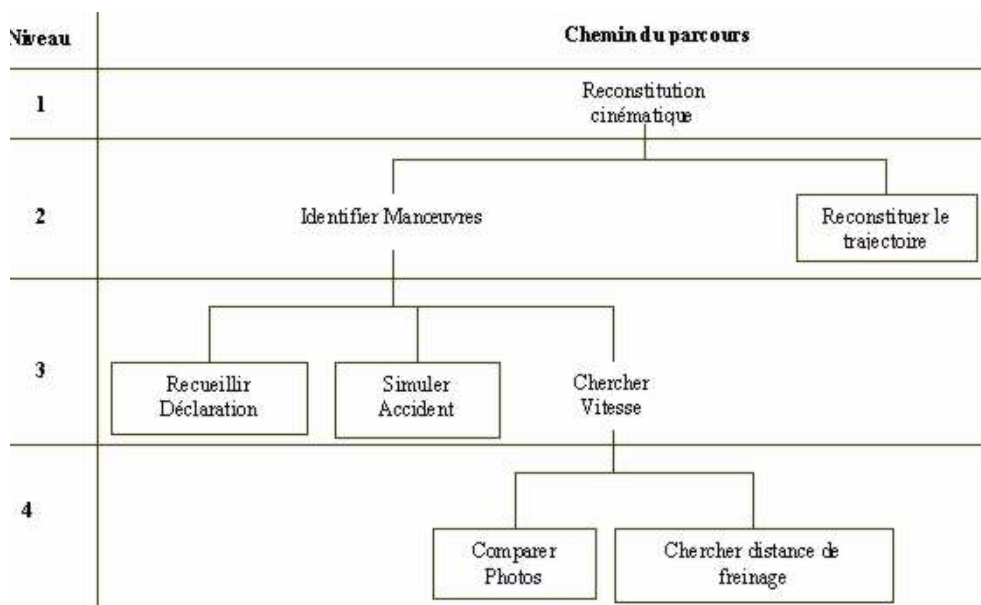 Niveau
Chemin du parcours
1
Reconstitution
cinématique
2
Identifier Manœuvres
Reconstituer le
trajectoire
3
Recueillir
Déclaration
Simuler
Accident
Chercher
Vitesse
4
Comparer
Photos
Chercher distance de
freinage